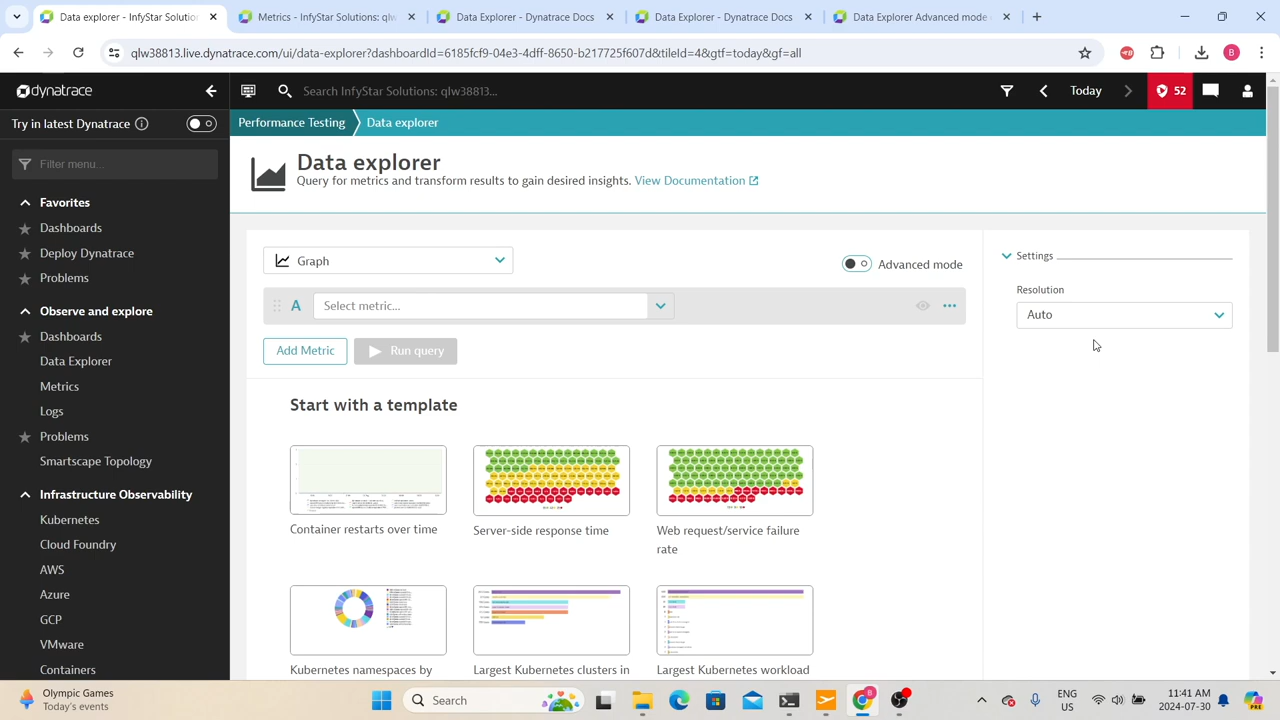 Data explorer - InfyStar Solution
Metrics - InfyStar Solutions: qlw
Data Explorer - Dynatrace Docs
Data Explorer - Dynatrace Docs
Data Explorer Advanced mode
qlw38813.live.dynatrace.com/ui/data-explorer?dashboardId=6185fcf9-04e3-4dff-8650-b217725f607d&tileId=4&gtf=today&gf=all
B
dynatrace
Search InfyStar Solutions: qlw38813...
Today
52
Try in latest Dynatrace
Performance Testing
Data explorer
Filter menu...
Data explorer
Query for metrics and transform results to gain desired insights. View Documentation
Favorites
Dashboards
Deploy Dynatrace
Problems
Observe and explore
Dashboards
Data Explorer
Metrics
Logs
Problems
Smartscape Topology
Infrastructure Observability
Kubernetes
Cloud Foundry
AWS
Azure
GCP
VMware
Containers
Graph
Advanced mode
A
Select metric...
Add Metric
Run query
Settings
Resolution
Auto
Start with a template
Container restarts over time
Server-side response time
Web request/service failure
rate
Kubernetes namespaces by
Largest Kubernetes clusters in
Largest Kubernetes workload
Olympic Games
Today's events
Search
ENG
US
11:41 AM
2024-07-30